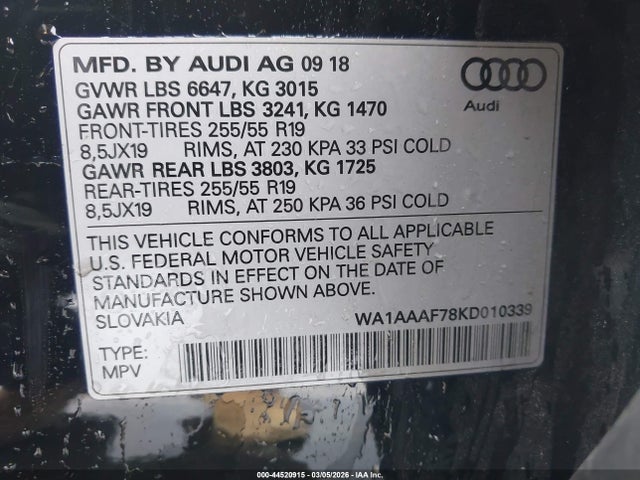 MFD. BY AUDI AG 09 18
GVWR LBS 6647, KG 3015
GAWR FRONT LBS 3241, KG 1470
FRONT-TIRES 255/55 R19
8,5JX19 RIMS, AT 230 KPA 33 PSI COLD
GAWR REAR LBS 3803, KG 1725
REAR-TIRES 255/55 R19
8,5JX19 RIMS, AT 250 KPA 36 PSI COLD
Audi
THIS VEHICLE CONFORMS TO ALL APPLICABLE
U.S. FEDERAL MOTOR VEHICLE SAFETY
STANDARDS IN EFFECT ON THE DATE OF
MANUFACTURE SHOWN ABOVE.
SLOVAKIA WA1AAAF78KD010339
TYPE:
MPV
000-44520915 - 03/05/2026 - COPART